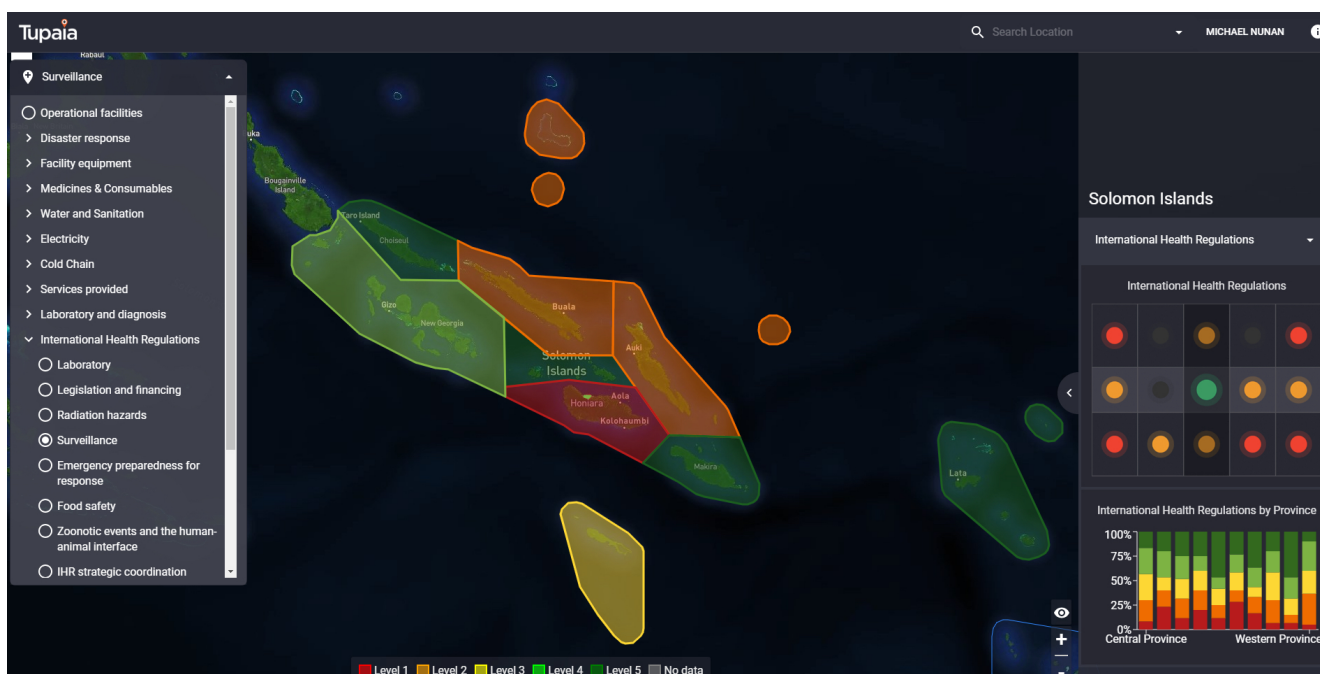 Tupaia
Search Location
MICHAEL NUNAN
Rabaul
Surveillance
Operational facilities
Disaster response
Facility equipment
Medicines & Consumables
Water and Sanitation
Electricity
Cold Chain
Services provided
Laboratory and diagnosis
International Health Regulations
Laboratory
Legislation and financing
Radiation hazards
Surveillance
Emergency preparedness for
response
Food safety
Zoonotic events and the human-
animal interface
IHR strategic coordination
uka
Bougainville
Island
Taro Island
Choiseul
Gizo
New Georgia
Buala
Auki
Solomon
Islands
Honiara
Aola
Kolohaumbi
Makira
Lata
Level 1
Level 2
Level 3
Level 4
Level 5
No data
Solomon Islands
International Health Regulations
International Health Regulations
International Health Regulations by Province
100%
75%
50%
25%
0%
Central Province
Western Province